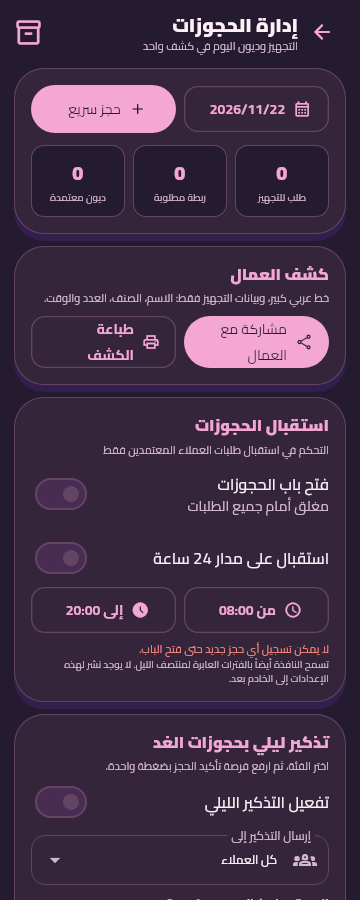 إدارة الحجوزات
التجهيز وديون اليوم في كشف واحد
2026/11/22
حجز سريع
0
طلب للتجهيز
0
ربطة مطلوبة
0
ديون معتمدة
كشف العمال
خط عربي كبير، وبيانات التجهيز فقط: الاسم، الصنف، العدد والوقت.
مشاركة مع
العمال
طباعة
الكشف
استقبال الحجوزات
التحكم في استقبال طلبات العملاء المعتمدين فقط
فتح باب الحجوزات
مغلق أمام جميع الطلبات
استقبال على مدار 24 ساعة
من 08:00
إلى 20:00
لا يمكن تسجيل أي حجز جديد حتى فتح الباب.
تسمح النافذة أيضاً بالفترات العابرة لمنتصف الليل. لا يوجد نشر لهذه
الإعدادات إلى الخادم بعد.
تذكير ليلي بحجوزات الغد
اختر الفئة، ثم ارفع فرصة تأكيد الحجز بضغطة واحدة.
تفعيل التذكير الليلي
إرسال التذكير إلى
كل العملاء